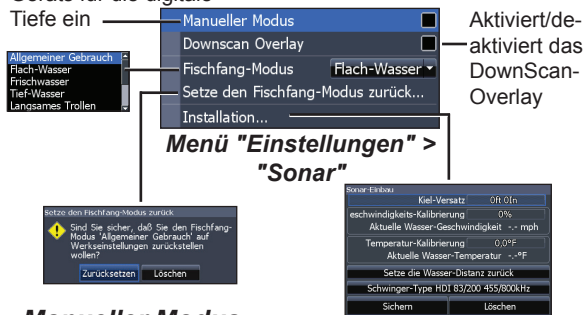 Tiefe ein
Manueller Modus
Downscan Overlay
Fischfang-Modus Flach-Wasser
Setze den Fischfang-Modus zurück...
Installation...
Aktiviert/de-
aktiviert das
DownScan-
Overlay
Allgemeiner Gebrauch
Flach-Wasser
Frischwasser
Tief-Wasser
Langsames Trollen
Menü "Einstellungen" >
"Sonar"
Setze den Fischfang-Modus zurück
Sind Sie sicher, daß Sie den Fischfang-
Modus 'Allgemeiner Gebrauch' auf
Werkseinstellungen zurückstellen
wollen?
Zurücksetzen Löschen
Sonar-Einbau
Kiel-Versatz 0ft 0In
eschwindigkeits-Kalibrierung 0%
Aktuelle Wasser-Geschwindigkeit -.- mph
Temperatur-Kalibrierung 0,0°F
Aktuelle Wasser-Temperatur -.-°F
Setze die Wasser-Distanz zurück
Schwinger-Type HDI 83/200 455/800kHz
Sichern Löschen